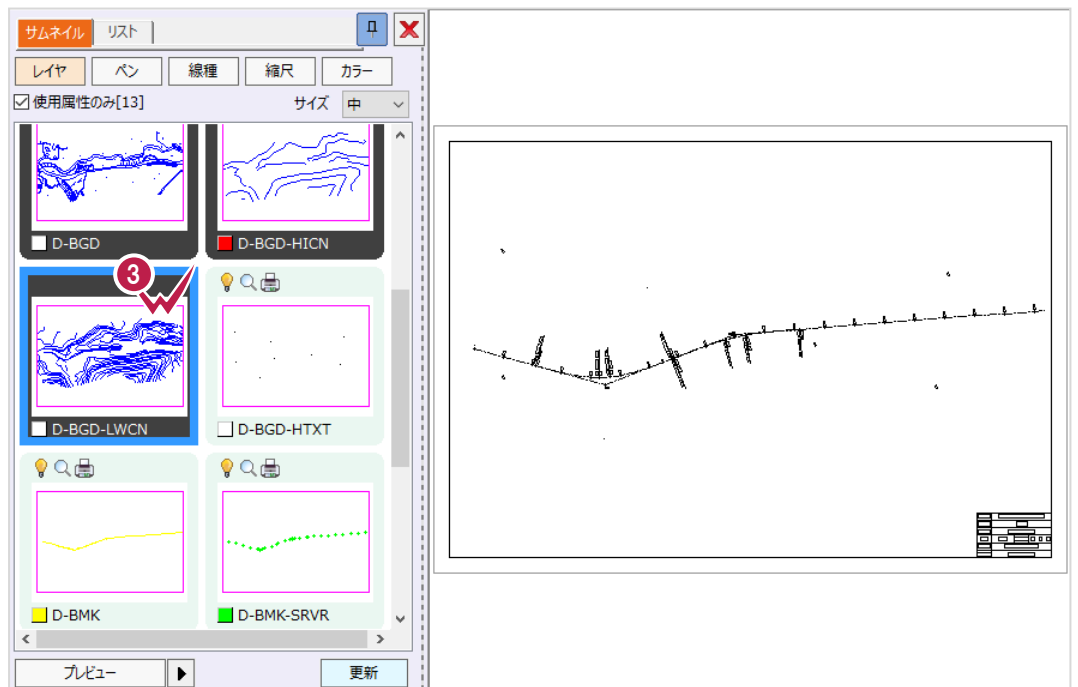 サムネイル リスト
レイヤ ペン 線種 縮尺 カラー
使用属性のみ[13] サイズ 中
D-BGD D-BGD-HICN
3
D-BGD-LWCN D-BGD-HTXT
D-BMK D-BMK-SRVR
プレビュー 更新